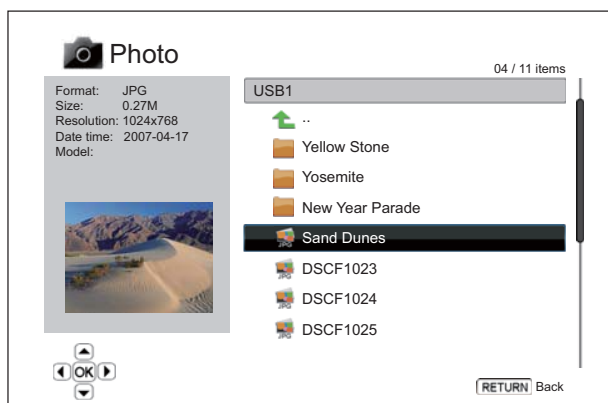 Photo
04 / 11 items
Format: JPG
Size: 0.27M
Resolution: 1024x768
Date time: 2007-04-17
Model:
USB1
..
Yellow Stone
Yosemite
New Year Parade
Sand Dunes
DSCF1023
DSCF1024
DSCF1025
OK
RETURN Back